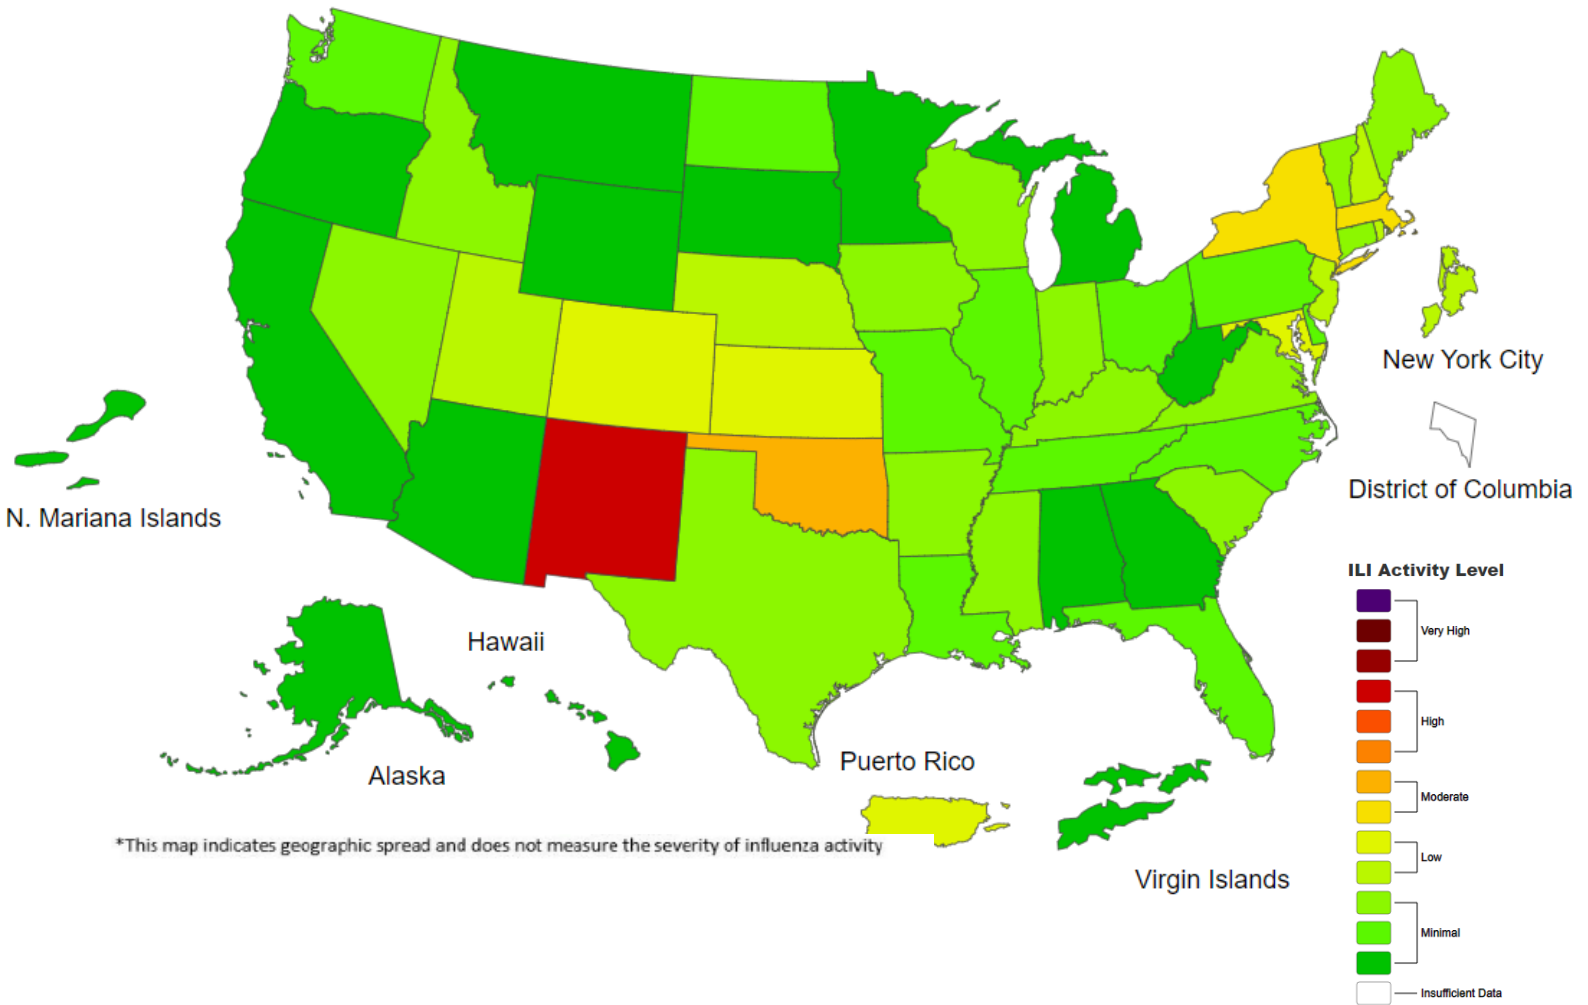 New York City
District of Columbia
N. Mariana Islands
ILI Activity Level
Very High
High
Moderate
Low
Minimal
Insufficient Data
Hawaii
Alaska
Puerto Rico
*This map indicates geographic spread and does not measure the severity of influenza activity
Virgin Islands